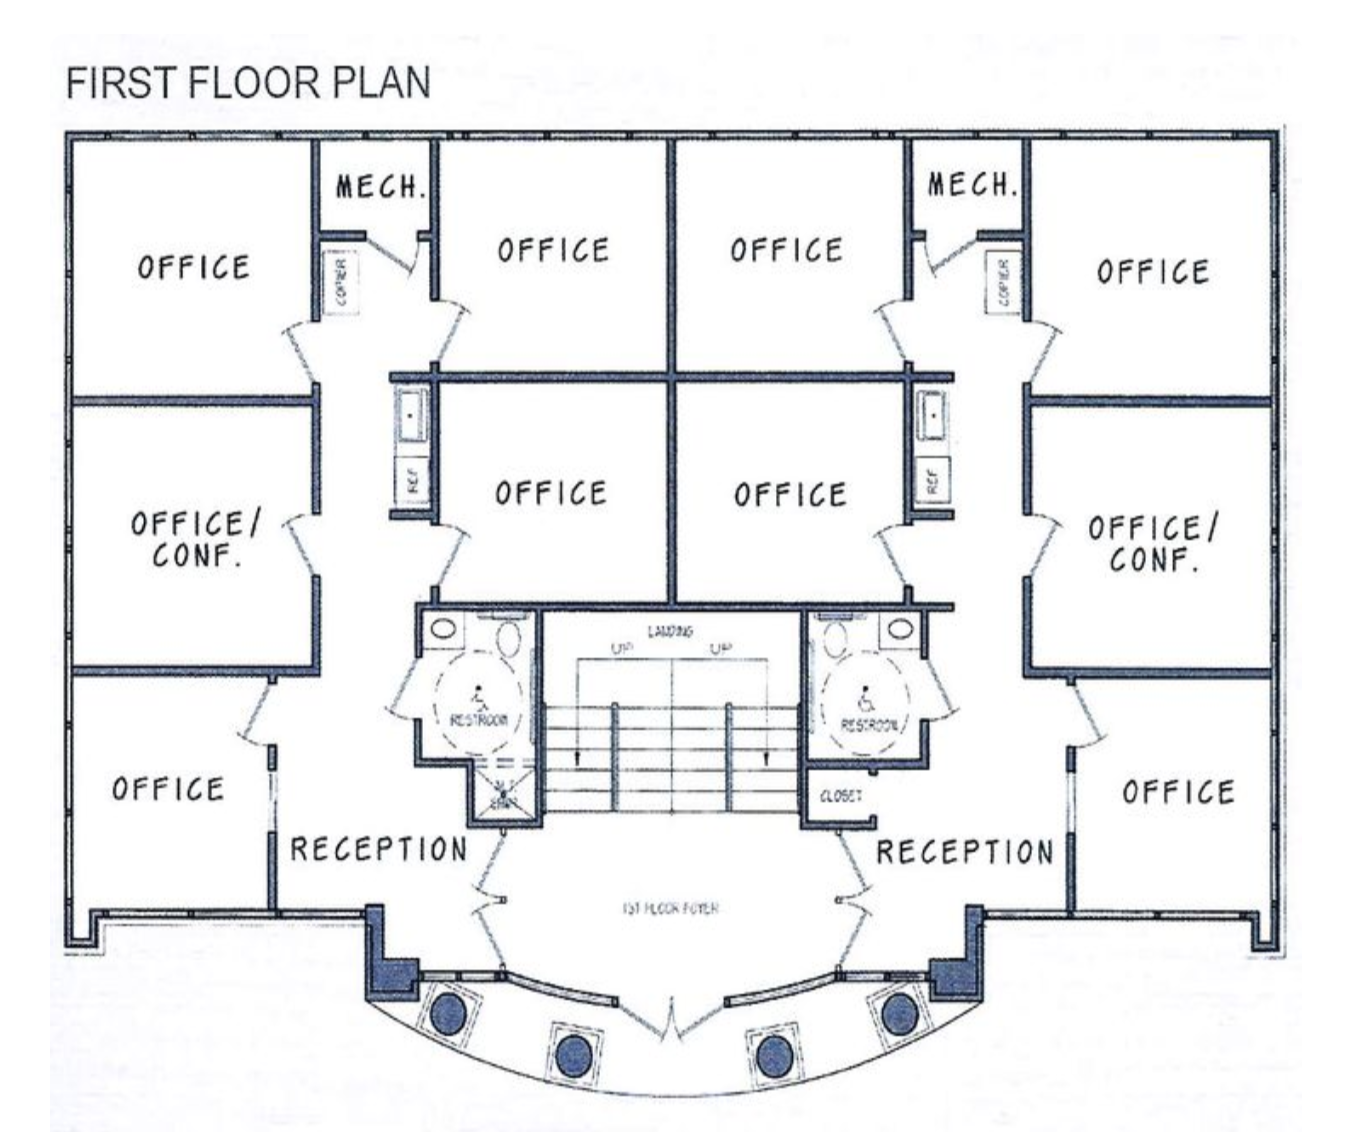 FIRST FLOOR PLAN
MECH.
MECH.
OFFICE
OFFICE
OFFICE
OFFICE
COPIER
COPIER
REF
REF
OFFICE
OFFICE
OFFICE/
CONF.
OFFICE/
CONF.
LANDING
UP
UP
RESTROOM
RESTROOM
OFFICE
CLOSET
OFFICE
RECEPTION
RECEPTION
1ST FLOOR FOYER